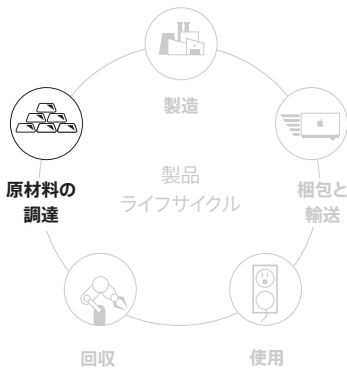 製造
原材料の
調達
製品
ライフサイクル
梱包と
輸送
回収
使用